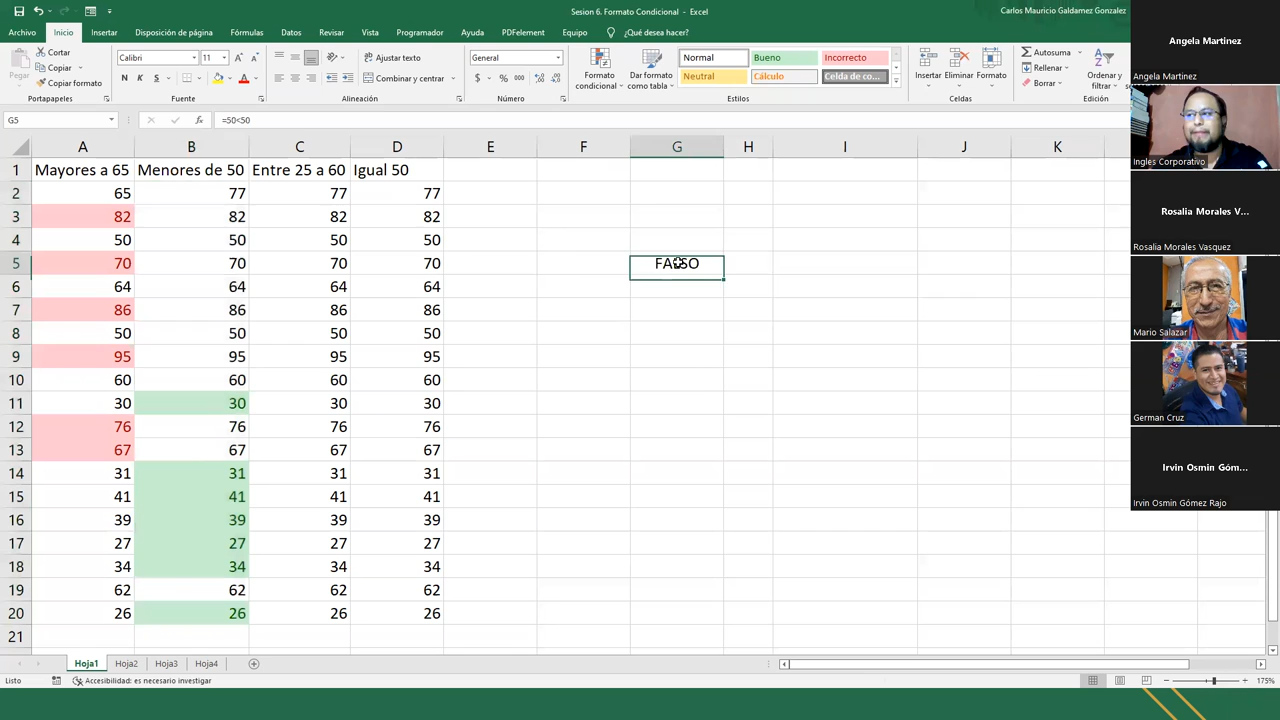 Sesion 6. Formato Condicional - Excel
Carlos Mauricio Galdamez Gonzalez
Archivo Inicio Insertar Disposición de página Fórmulas Datos Revisar Vista Programador Ayuda PDFelement Equipo ¿Qué desea hacer?
Pegar Cortar Copiar Copiar formato Portapapeles
Calibri 11 N K S Fuente
Ajustar texto Combinar y centrar Alineación
General $ % 000 Número
Formato condicional Dar formato como tabla
Normal Bueno Incorrecto
Neutral Cálculo Celda de co...
Estilos
Insertar Eliminar Formato Celdas
Autosuma Rellenar Borrar Ordenar y filtrar Edición
G5 fx =50<50
A B C D E F G H I J K
1 Mayores a 65 Menores de 50 Entre 25 a 60 Igual 50
2 65 77 77 77
3 82 82 82 82
4 50 50 50 50
5 70 70 70 70 FALSO
6 64 64 64 64
7 86 86 86 86
8 50 50 50 50
9 95 95 95 95
10 60 60 60 60
11 30 30 30 30
12 76 76 76 76
13 67 67 67 67
14 31 31 31 31
15 41 41 41 41
16 39 39 39 39
17 27 27 27 27
18 34 34 34 34
19 62 62 62 62
20 26 26 26 26
21
Hoja1 Hoja2 Hoja3 Hoja4
Listo Accesibilidad: es necesario investigar 175%
Angela Martinez
Angela Martinez
Ingles Corporativo
Rosalia Morales V...
Rosalia Morales Vasquez
Mario Salazar
German Cruz
Irvin Osmin Góm...
Irvin Osmin Gómez Rajo